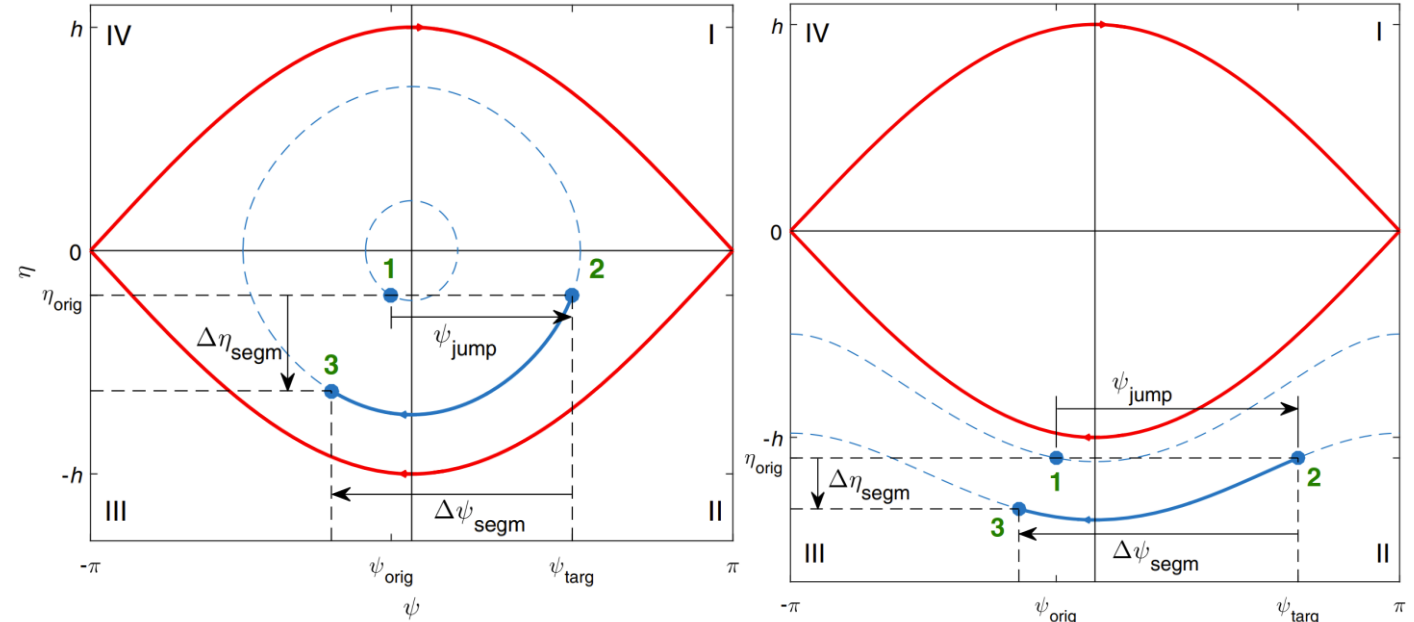 IV
I
h
0
η
1
2
η_orig
Δη_segm
ψ_jump
3
-h
III
Δψ_segm
II
-π
ψ_orig
ψ_targ
π
ψ
IV
I
h
0
ψ_jump
-h
η_orig
1
2
Δη_segm
3
III
Δψ_segm
II
-π
ψ_orig
ψ_targ
π